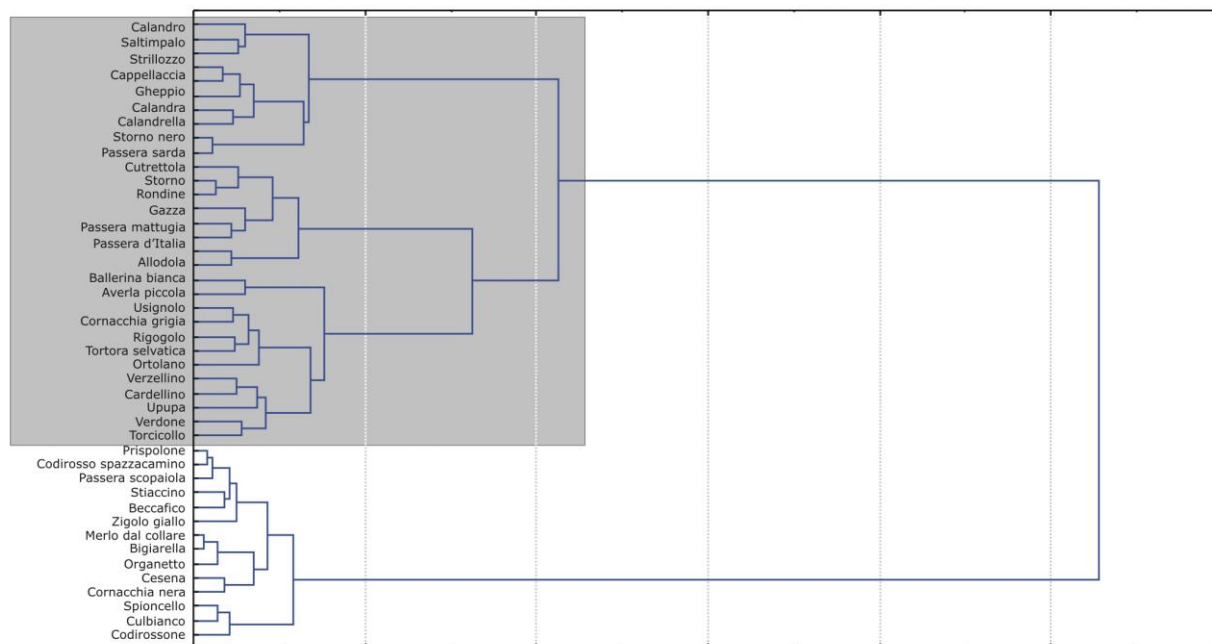 Calandro
Saltimpalo
Strillozzo
Cappellaccia
Gheppio
Calandra
Calandrella
Storno nero
Passera sarda
Cutrettola
Storno
Rondine
Gazza
Passera mattugia
Passera d’Italia
Allodola
Ballerina bianca
Averla piccola
Usignolo
Cornacchia grigia
Rigogolo
Tortora selvatica
Ortolano
Verzellino
Cardellino
Upupa
Verdone
Torcicollo
Prispolone
Codirosso spazzacamino
Passera scopaiola
Stiaccino
Beccafico
Zigolo giallo
Merlo dal collare
Bigiarella
Organetto
Cesena
Cornacchia nera
Spioncello
Culbianco
Codirossone